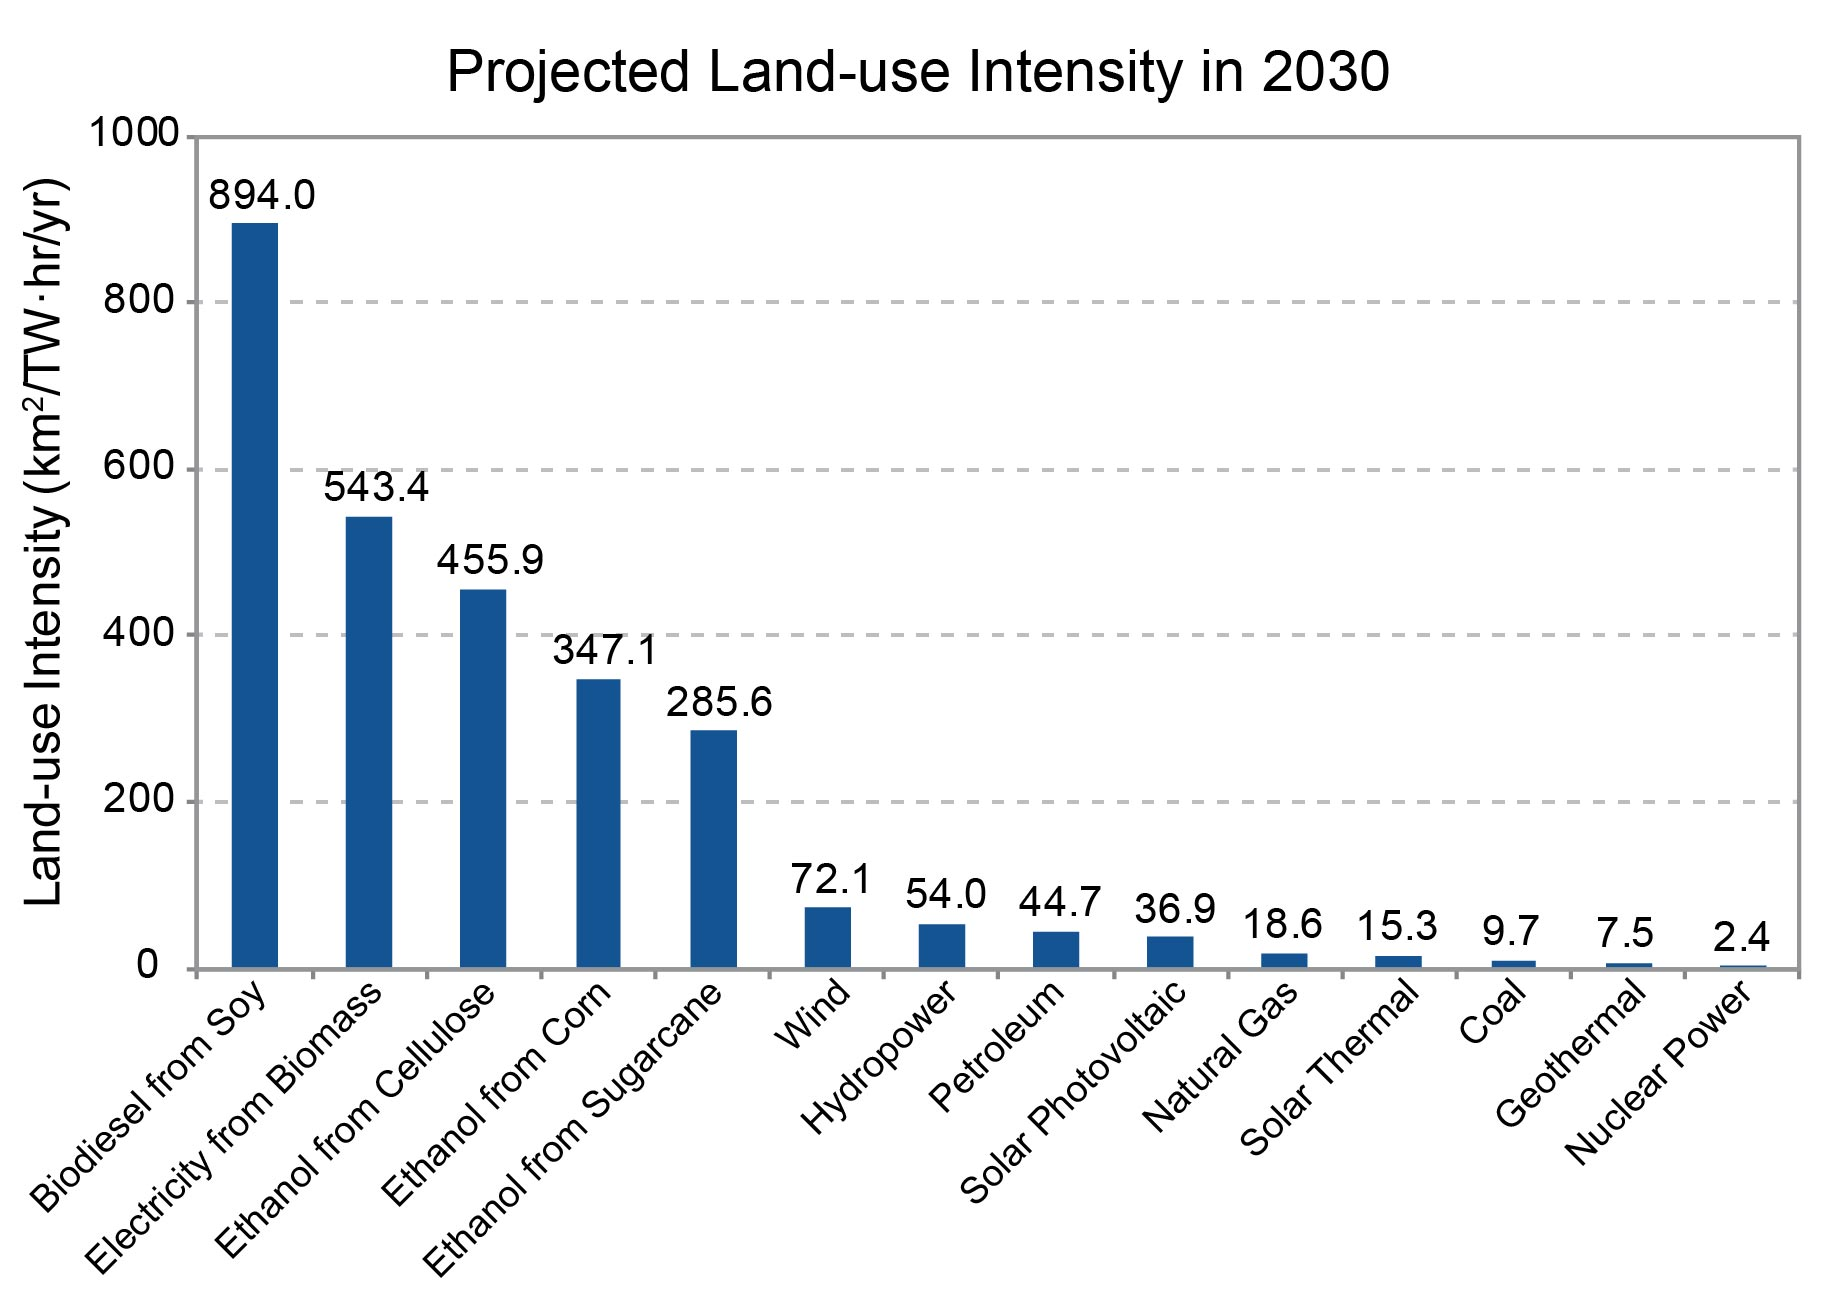 Projected Land-use Intensity in 2030
Land-use Intensity (km²/TW·hr/yr)
1000
800
600
400
200
0
894.0
543.4
455.9
347.1
285.6
72.1
54.0
44.7
36.9
18.6
15.3
9.7
7.5
2.4
Biodiesel from Soy
Electricity from Biomass
Ethanol from Cellulose
Ethanol from Corn
Ethanol from Sugarcane
Wind
Hydropower
Petroleum
Solar Photovoltaic
Natural Gas
Solar Thermal
Coal
Geothermal
Nuclear Power